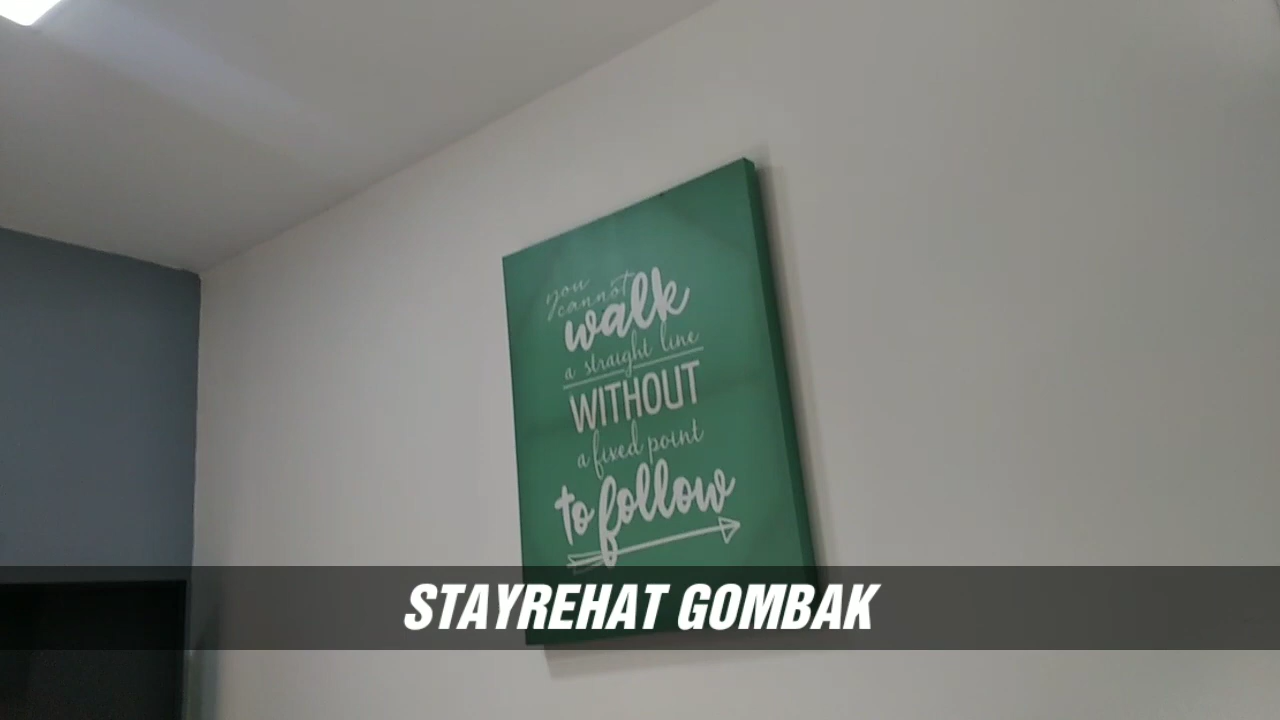 you
cannot
walk
a straight line
WITHOUT
a fixed point
to follow
STAYREHAT GOMBAK